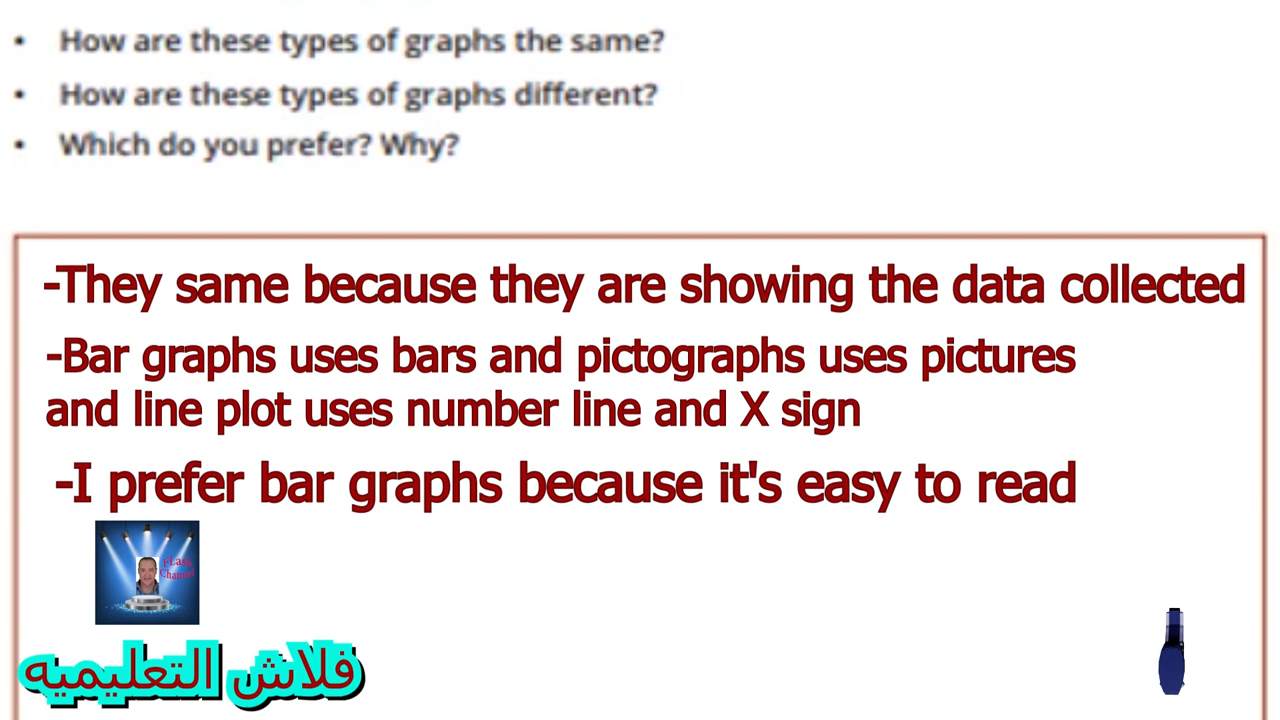 • How are these types of graphs the same?
• How are these types of graphs different?
• Which do you prefer? Why?
-They same because they are showing the data collected
-Bar graphs uses bars and pictographs uses pictures
and line plot uses number line and X sign
-I prefer bar graphs because it's easy to read
FLash
Channel
فلاش التعليميه